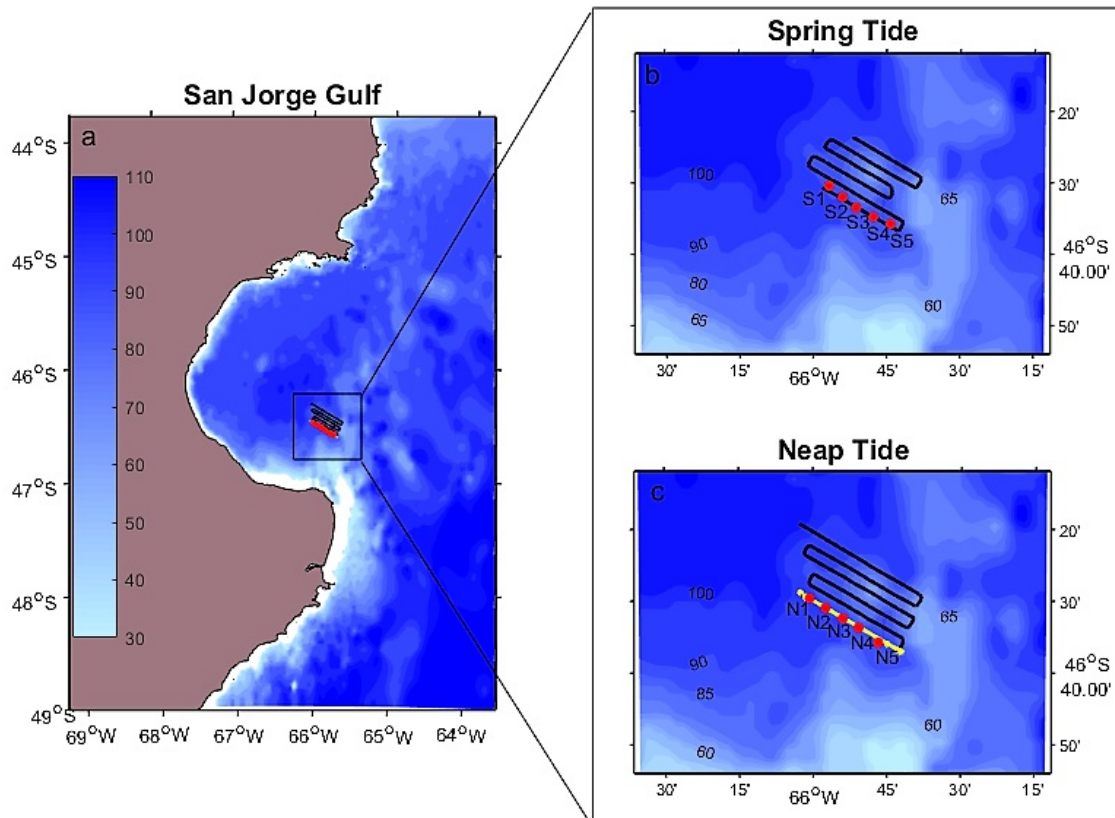 San Jorge Gulf
a
44°S
45°S
46°S
47°S
48°S
49°S
110
100
90
80
70
60
50
40
30
69°W
68°W
67°W
66°W
65°W
64°W
Spring Tide
b
100
90
80
65
65
60
S1
S2
S3
S4
S5
20'
30'
46°S
40.00'
50'
30'
15'
66°W
45'
30'
15'
Neap Tide
c
100
90
85
60
65
60
N1
N2
N3
N4
N5
20'
30'
46°S
40.00'
50'
30'
15'
66°W
45'
30'
15'